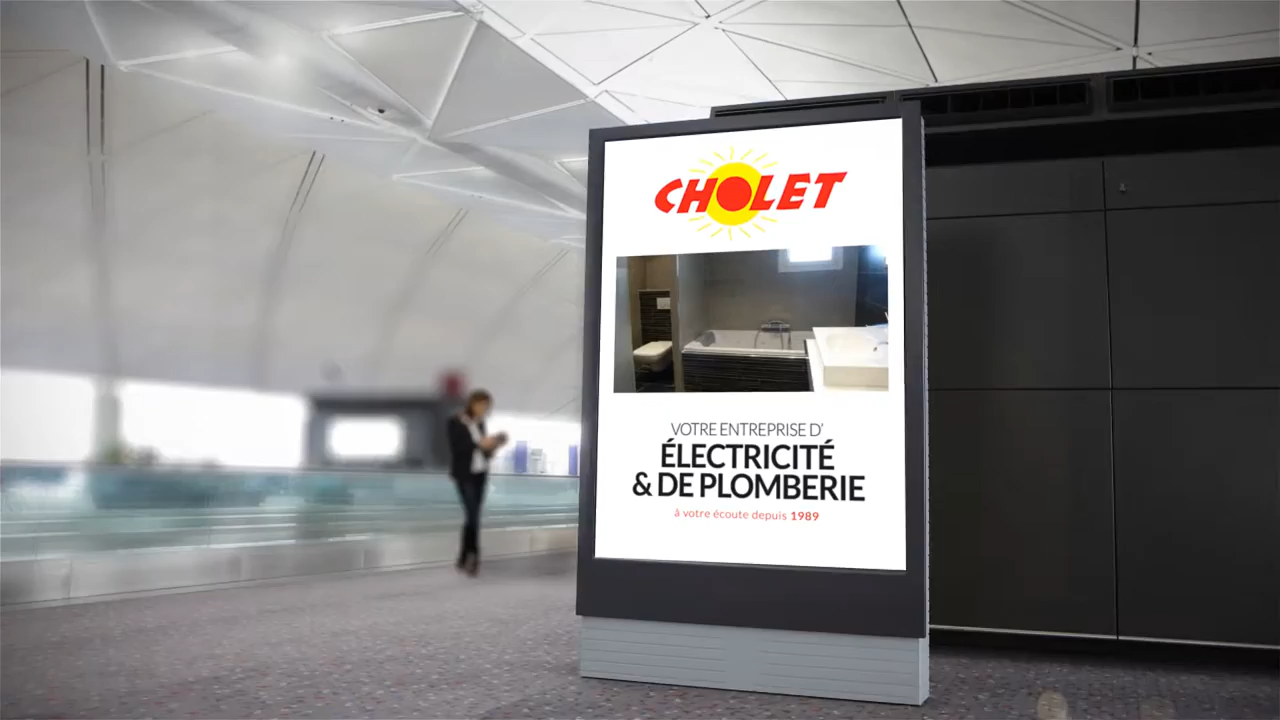 CHOLET
VOTRE ENTREPRISE D'
ÉLECTRICITÉ
& DE PLOMBERIE
à votre écoute depuis 1989